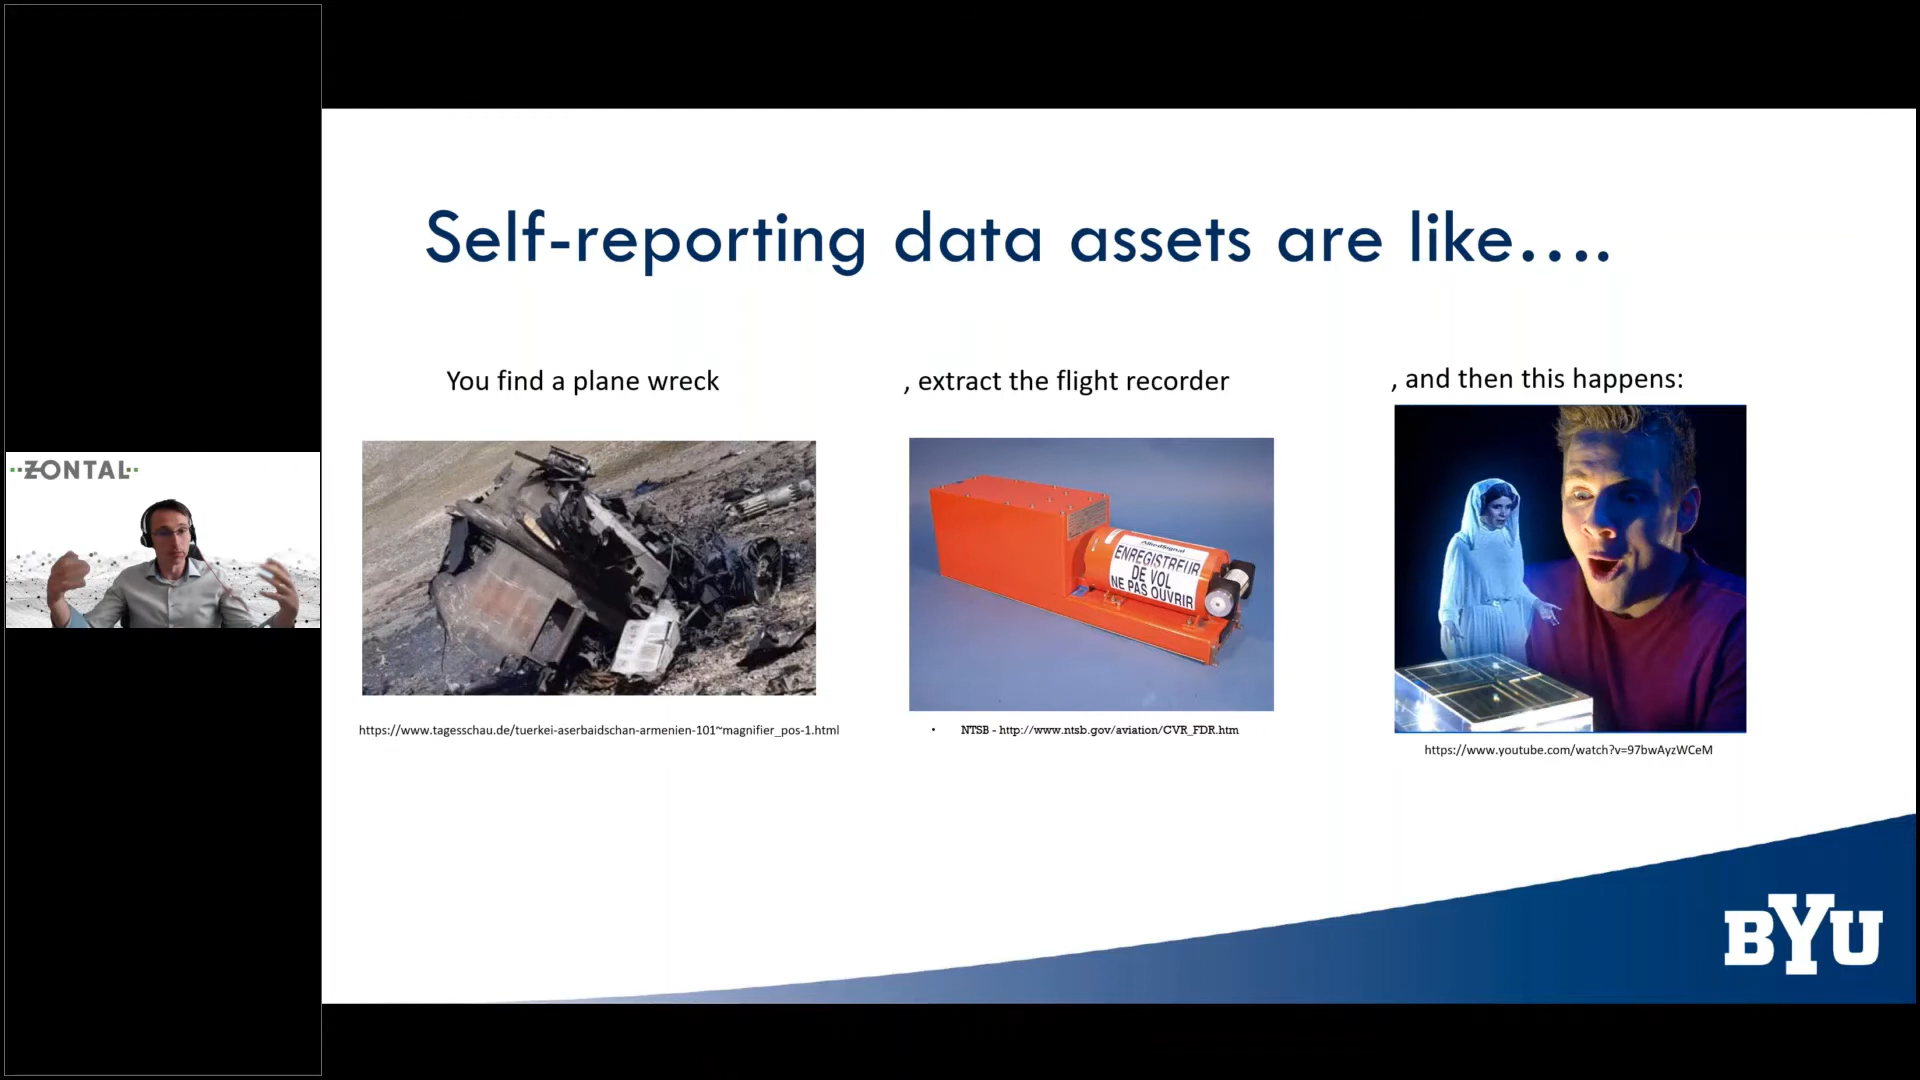 ZONTAL
Self-reporting data assets are like....
You find a plane wreck
, extract the flight recorder
, and then this happens:
AlliedSignal
ENREGISTREUR
DE VOL
NE PAS OUVRIR
https://www.tagesschau.de/tuerkei-aserbaidschan-armenien-101~magnifier_pos-1.html
• NTSB - http://www.ntsb.gov/aviation/CVR_FDR.htm
https://www.youtube.com/watch?v=97bwAyzWCeM
BYU